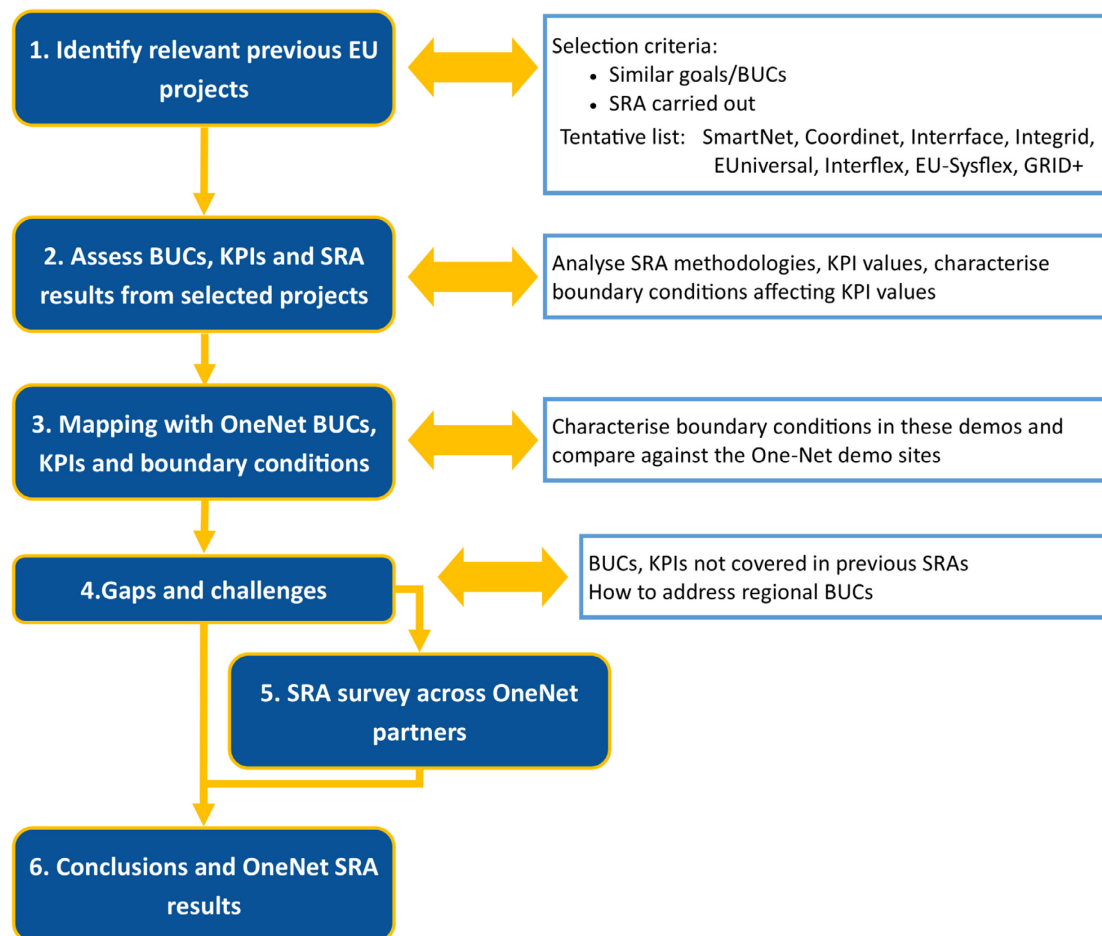 1. Identify relevant previous EU
projects
Selection criteria:
• Similar goals/BUCs
• SRA carried out
Tentative list: SmartNet, Coordinet, Interrface, Integrid,
EUniversal, Interflex, EU-Sysflex, GRID+
2. Assess BUCs, KPIs and SRA
results from selected projects
Analyse SRA methodologies, KPI values, characterise
boundary conditions affecting KPI values
3. Mapping with OneNet BUCs,
KPIs and boundary conditions
Characterise boundary conditions in these demos and
compare against the One-Net demo sites
4.Gaps and challenges
BUCs, KPIs not covered in previous SRAs
How to address regional BUCs
5. SRA survey across OneNet
partners
6. Conclusions and OneNet SRA
results